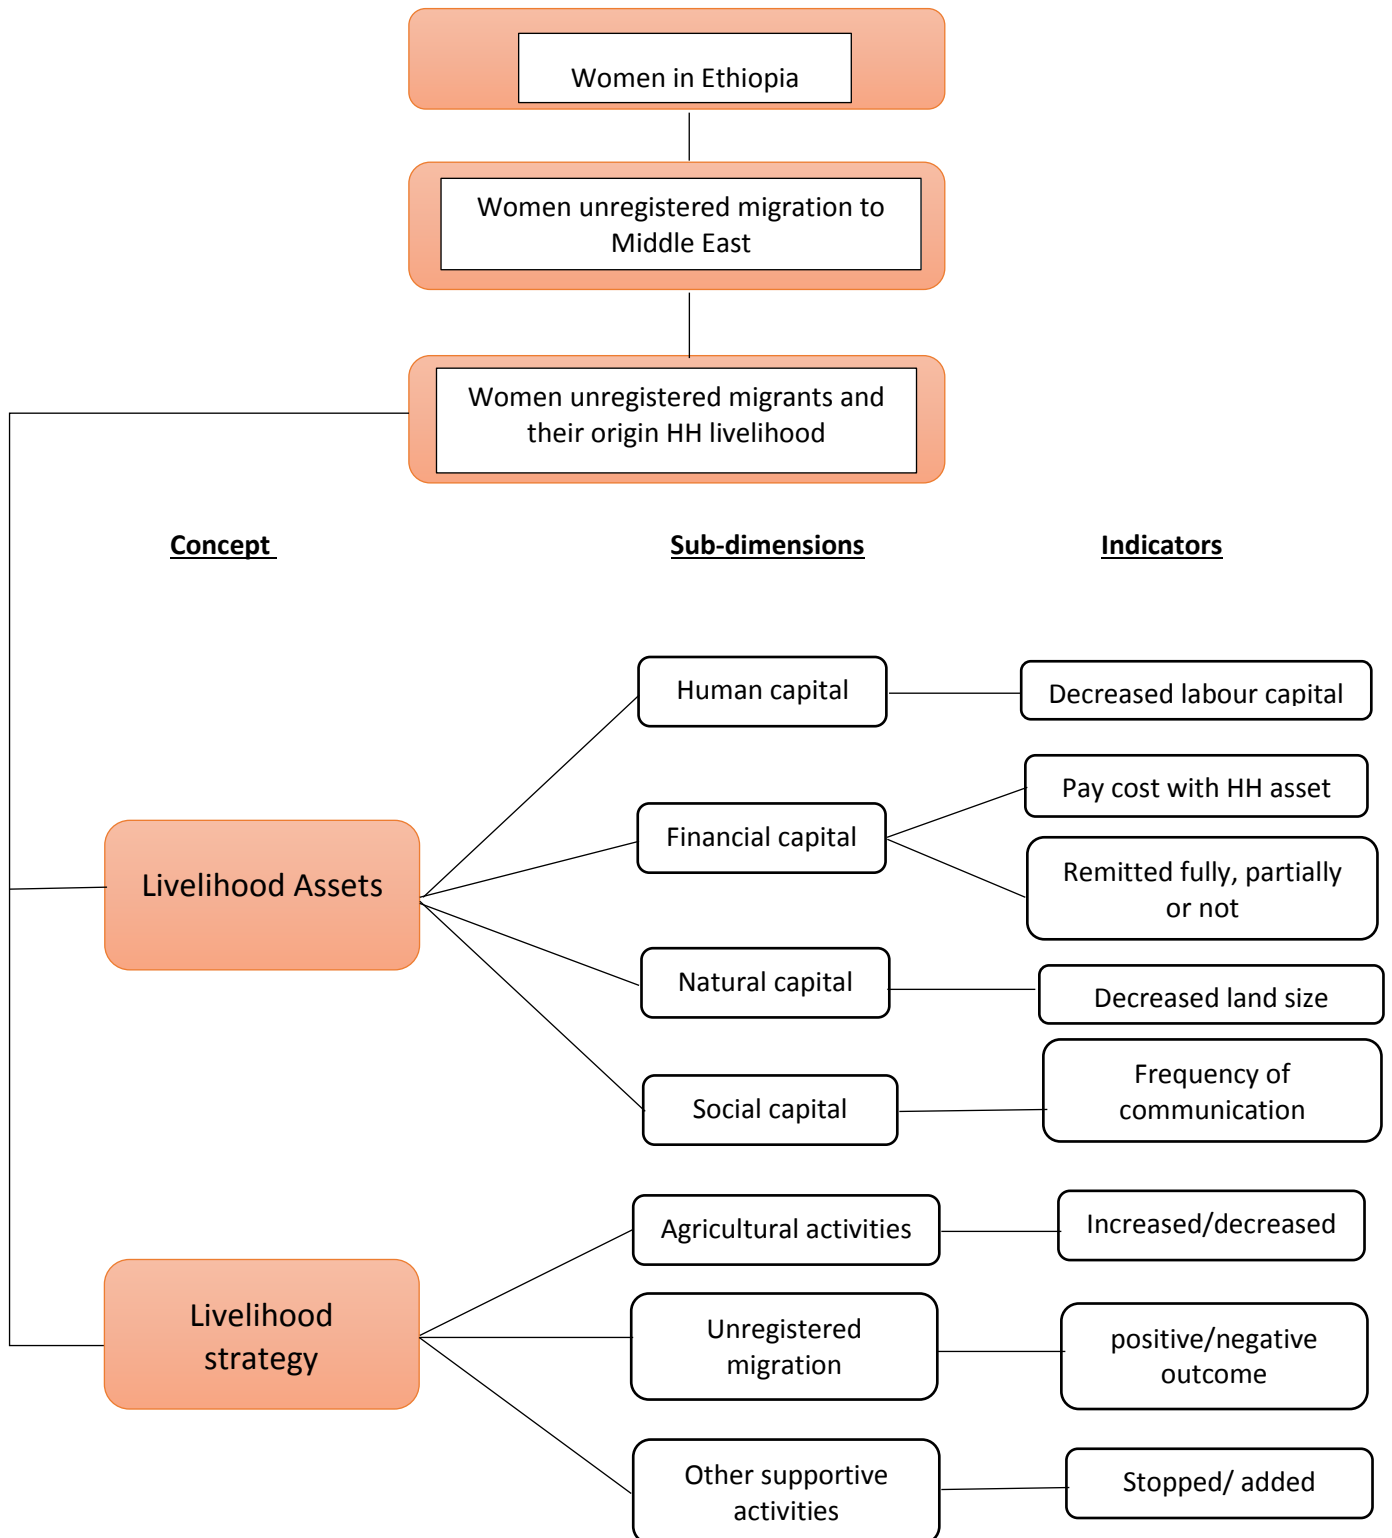 Women in Ethiopia
Women unregistered migration to
Middle East
Women unregistered migrants and
their origin HH livelihood
Concept
Sub-dimensions
Indicators
Livelihood Assets
Human capital
Decreased labour capital
Financial capital
Pay cost with HH asset
Remitted fully, partially
or not
Natural capital
Decreased land size
Social capital
Frequency of
communication
Livelihood
strategy
Agricultural activities
Increased/decreased
Unregistered
migration
positive/negative
outcome
Other supportive
activities
Stopped/ added